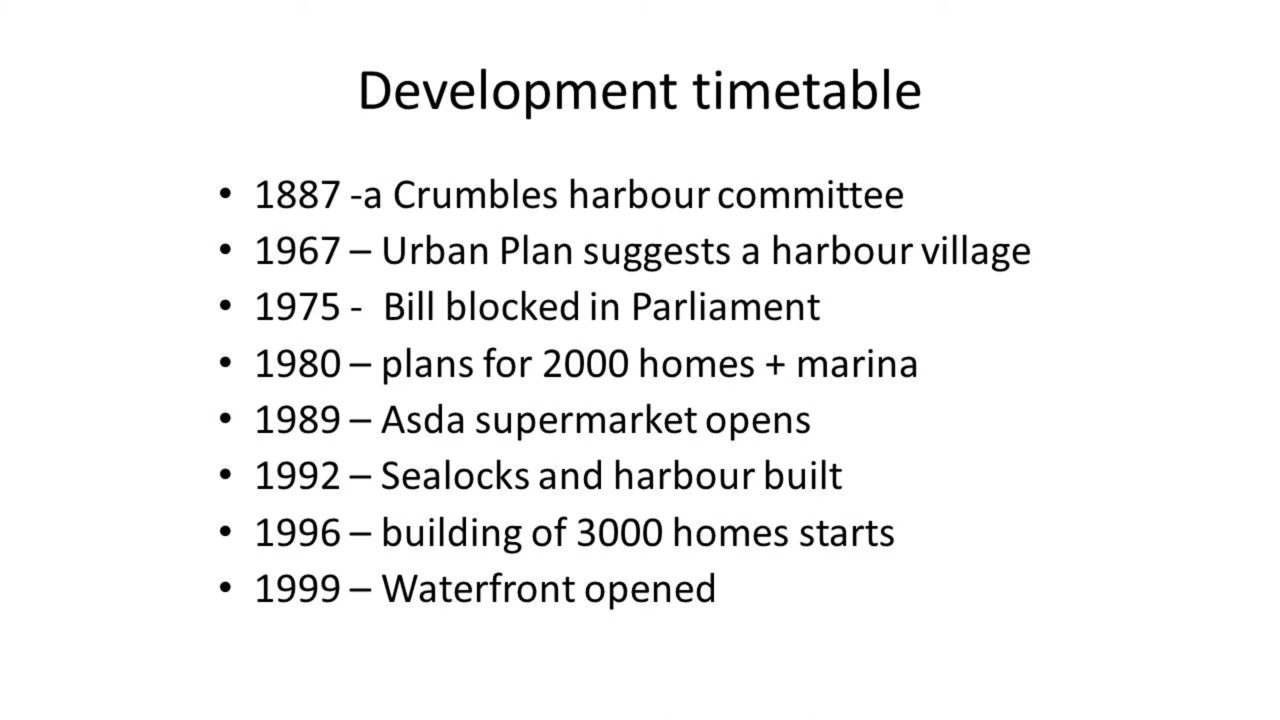 Development timetable
• 1887 -a Crumbles harbour committee
• 1967 – Urban Plan suggests a harbour village
• 1975 -  Bill blocked in Parliament
• 1980 – plans for 2000 homes + marina
• 1989 – Asda supermarket opens
• 1992 – Sealocks and harbour built
• 1996 – building of 3000 homes starts
• 1999 – Waterfront opened